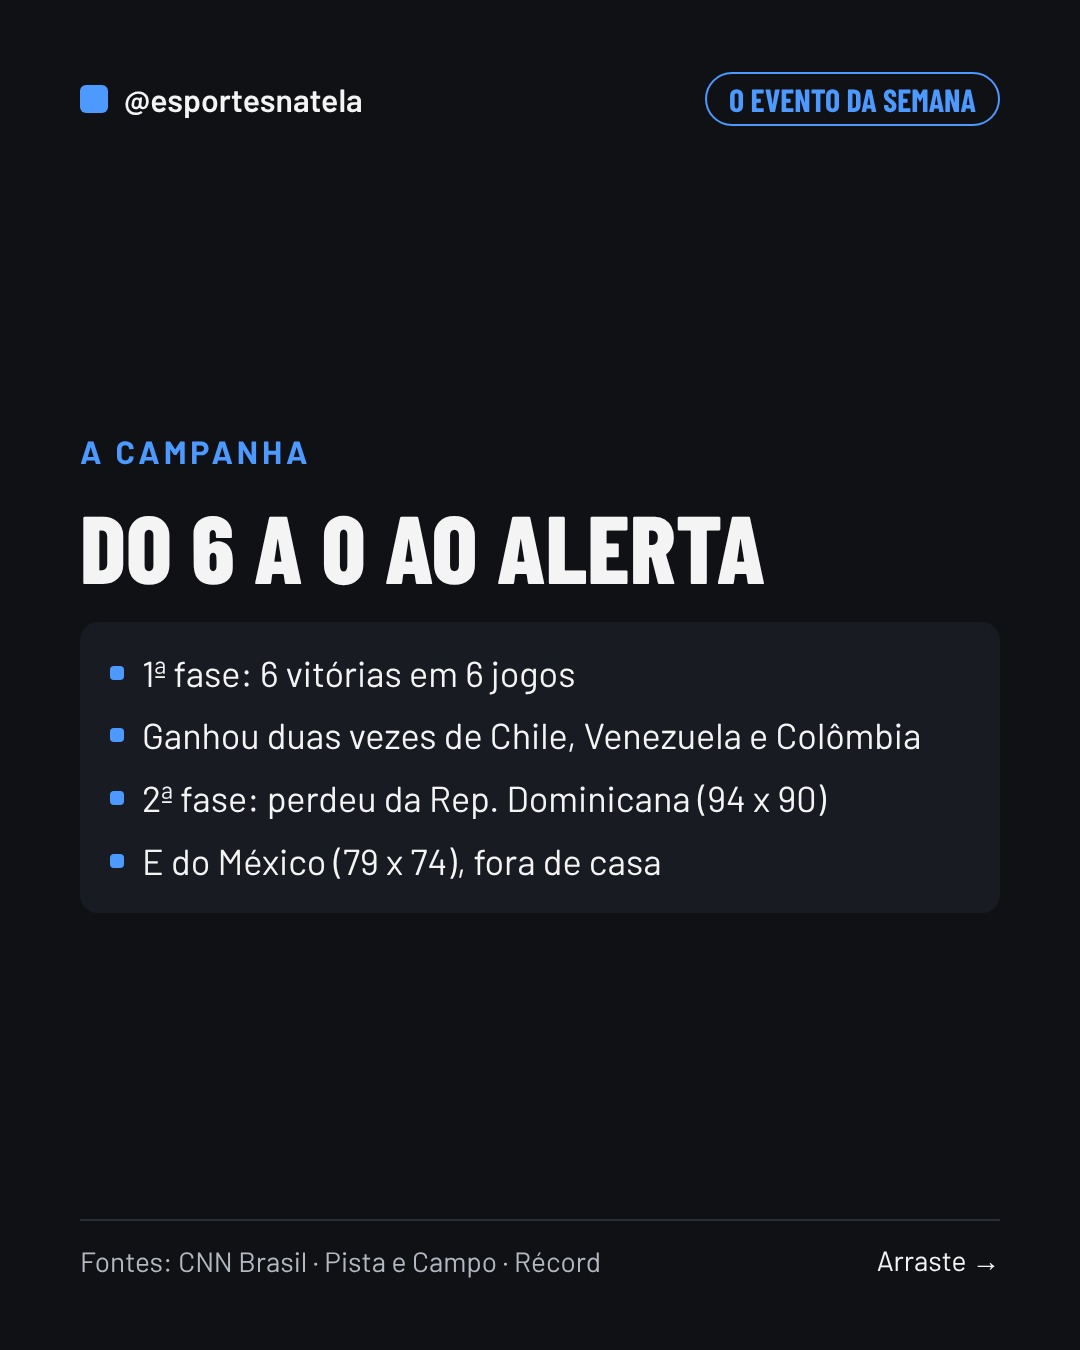 @esportesnatela
O EVENTO DA SEMANA
A CAMPANHA
DO 6 A 0 AO ALERTA
1ª fase: 6 vitórias em 6 jogos
Ganhou duas vezes de Chile, Venezuela e Colômbia
2ª fase: perdeu da Rep. Dominicana (94 x 90)
E do México (79 x 74), fora de casa
Fontes: CNN Brasil · Pista e Campo · Récord
Arraste →